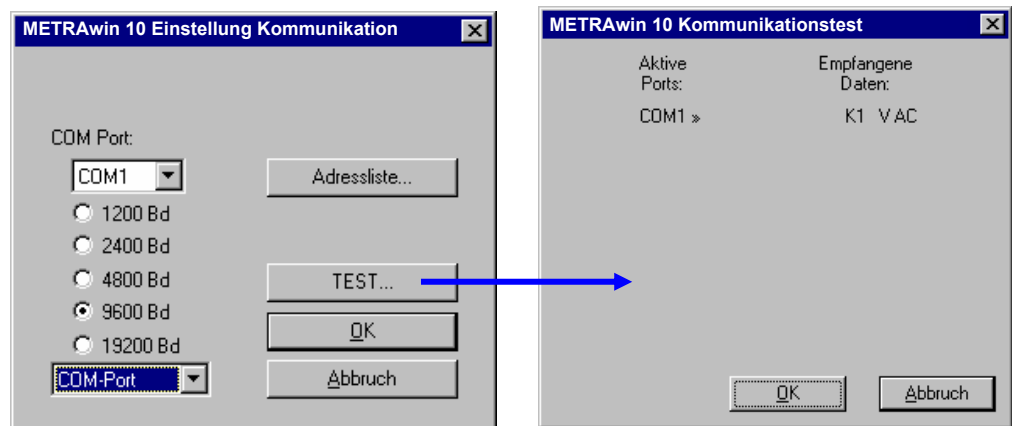 METRAwin 10 Einstellung Kommunikation
COM Port:
COM1
1200 Bd
2400 Bd
4800 Bd
9600 Bd
19200 Bd
COM-Port
Adressliste...
TEST...
OK
Abbruch
METRAwin 10 Kommunikationstest
Aktive
Ports:
Empfangene
Daten:
COM1 » K1 V AC
OK
Abbruch